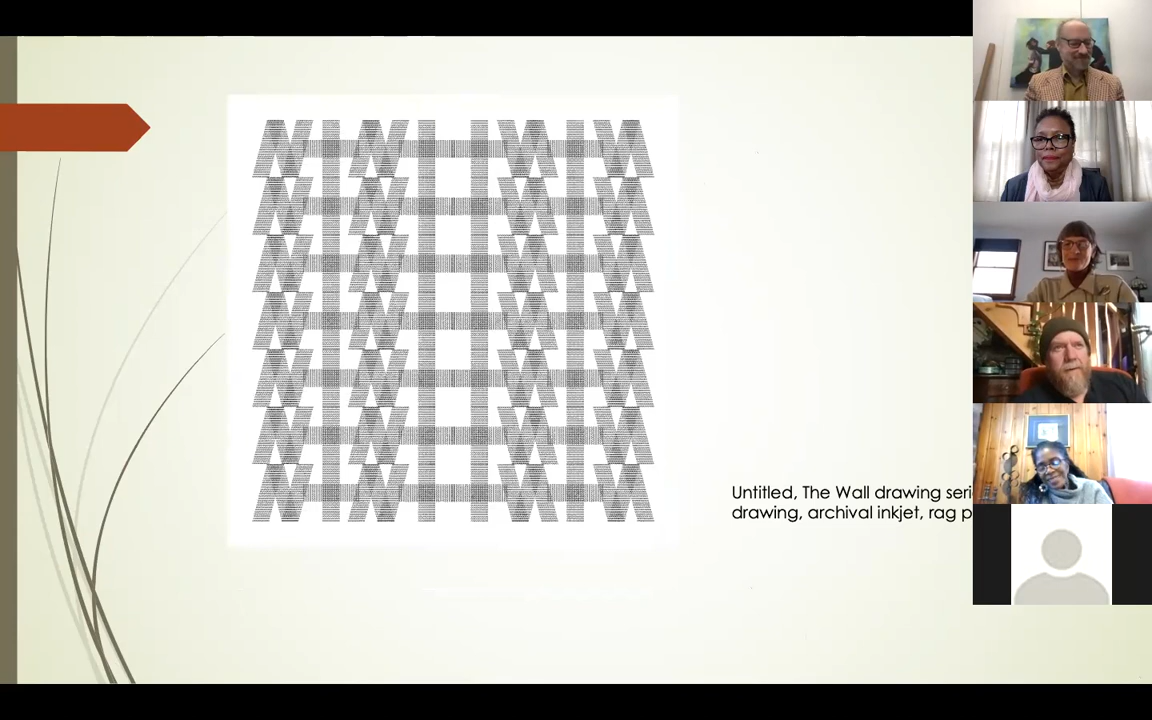 Untitled, The Wall drawing seri
drawing, archival inkjet, rag p